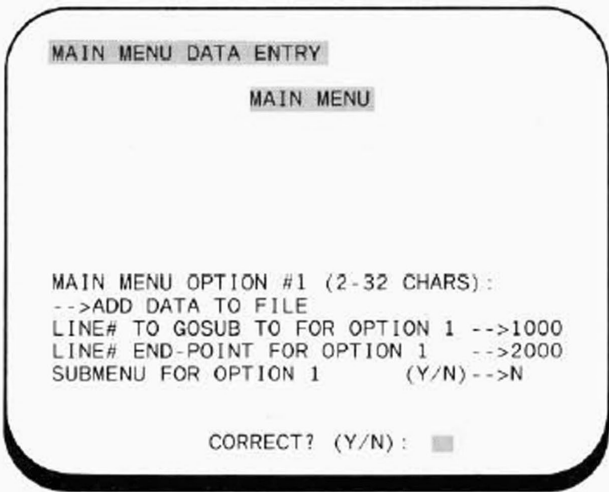 MAIN MENU DATA ENTRY
MAIN MENU
MAIN MENU OPTION #1 (2-32 CHARS):
-->ADD DATA TO FILE
LINE# TO GOSUB TO FOR OPTION 1 -->1000
LINE# END-POINT FOR OPTION 1 -->2000
SUBMENU FOR OPTION 1 (Y/N)-->N
CORRECT? (Y/N):